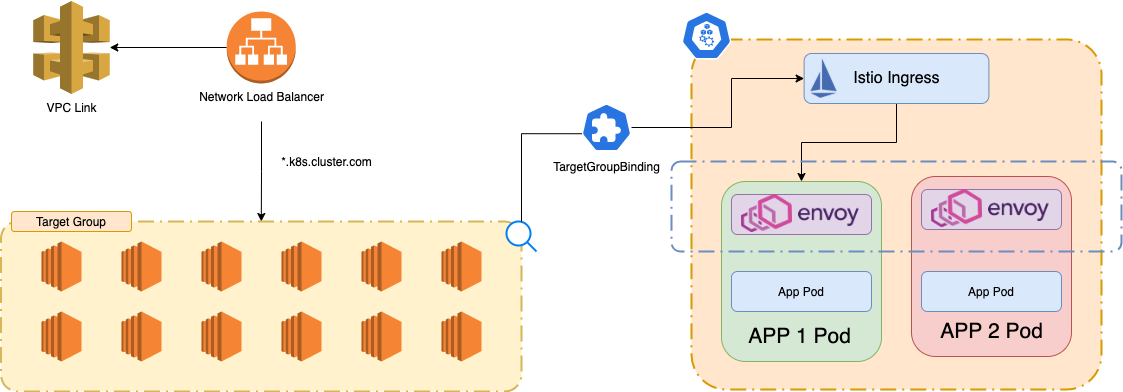 VPC Link
Network Load Balancer
*.k8s.cluster.com
Target Group
TargetGroupBinding
Istio Ingress
envoy
envoy
App Pod
App Pod
APP 1 Pod
APP 2 Pod